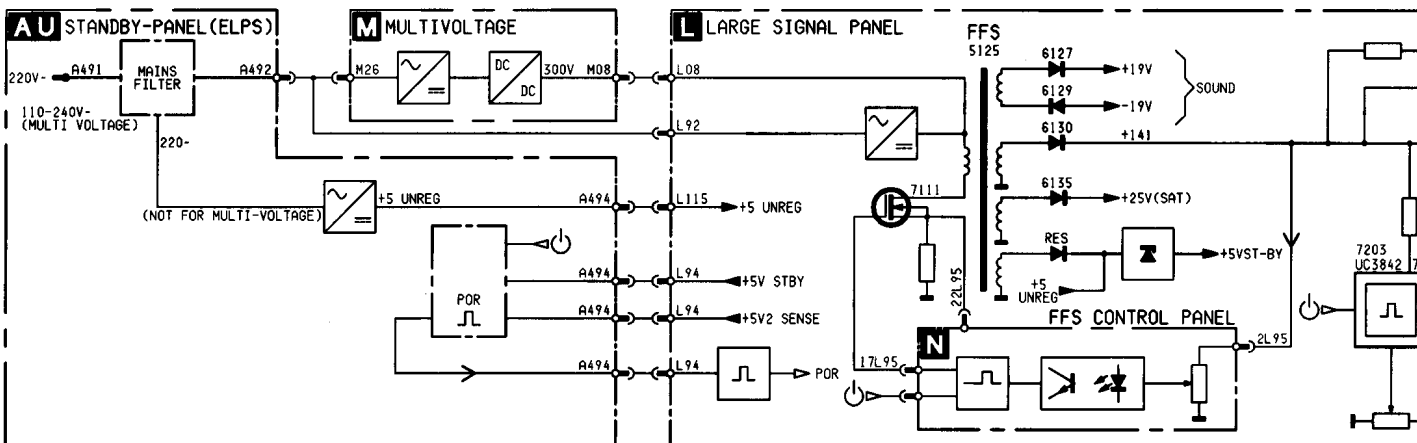 AU STANDBY-PANEL(ELPS)
M MULTIVOLTAGE
L LARGE SIGNAL PANEL
FFS
5125
220V-
A491
MAINS
FILTER
A492
M26
DC
DC
300V
M08
L08
6127
+19V
6129
-19V
SOUND
110-240V-
(MULTI VOLTAGE)
220-
L92
6130
+141
(NOT FOR MULTI-VOLTAGE)
+5 UNREG
A494
L115
+5 UNREG
7111
6135
+25V(SAT)
RES
+5
UNREG
+5VST-BY
POR
A494
L94
+5V STBY
A494
L94
+5V2 SENSE
A494
L94
POR
22L95
FFS CONTROL PANEL
N
17L95
2L95
7203
UC3842
7